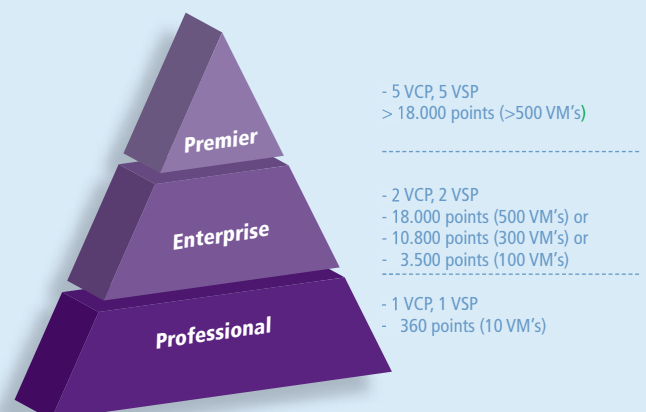 Premier
- 5 VCP, 5 VSP
> 18.000 points (>500 VM's)
Enterprise
- 2 VCP, 2 VSP
- 18.000 points (500 VM's) or
- 10.800 points (300 VM's) or
- 3.500 points (100 VM's)
Professional
- 1 VCP, 1 VSP
- 360 points (10 VM's)